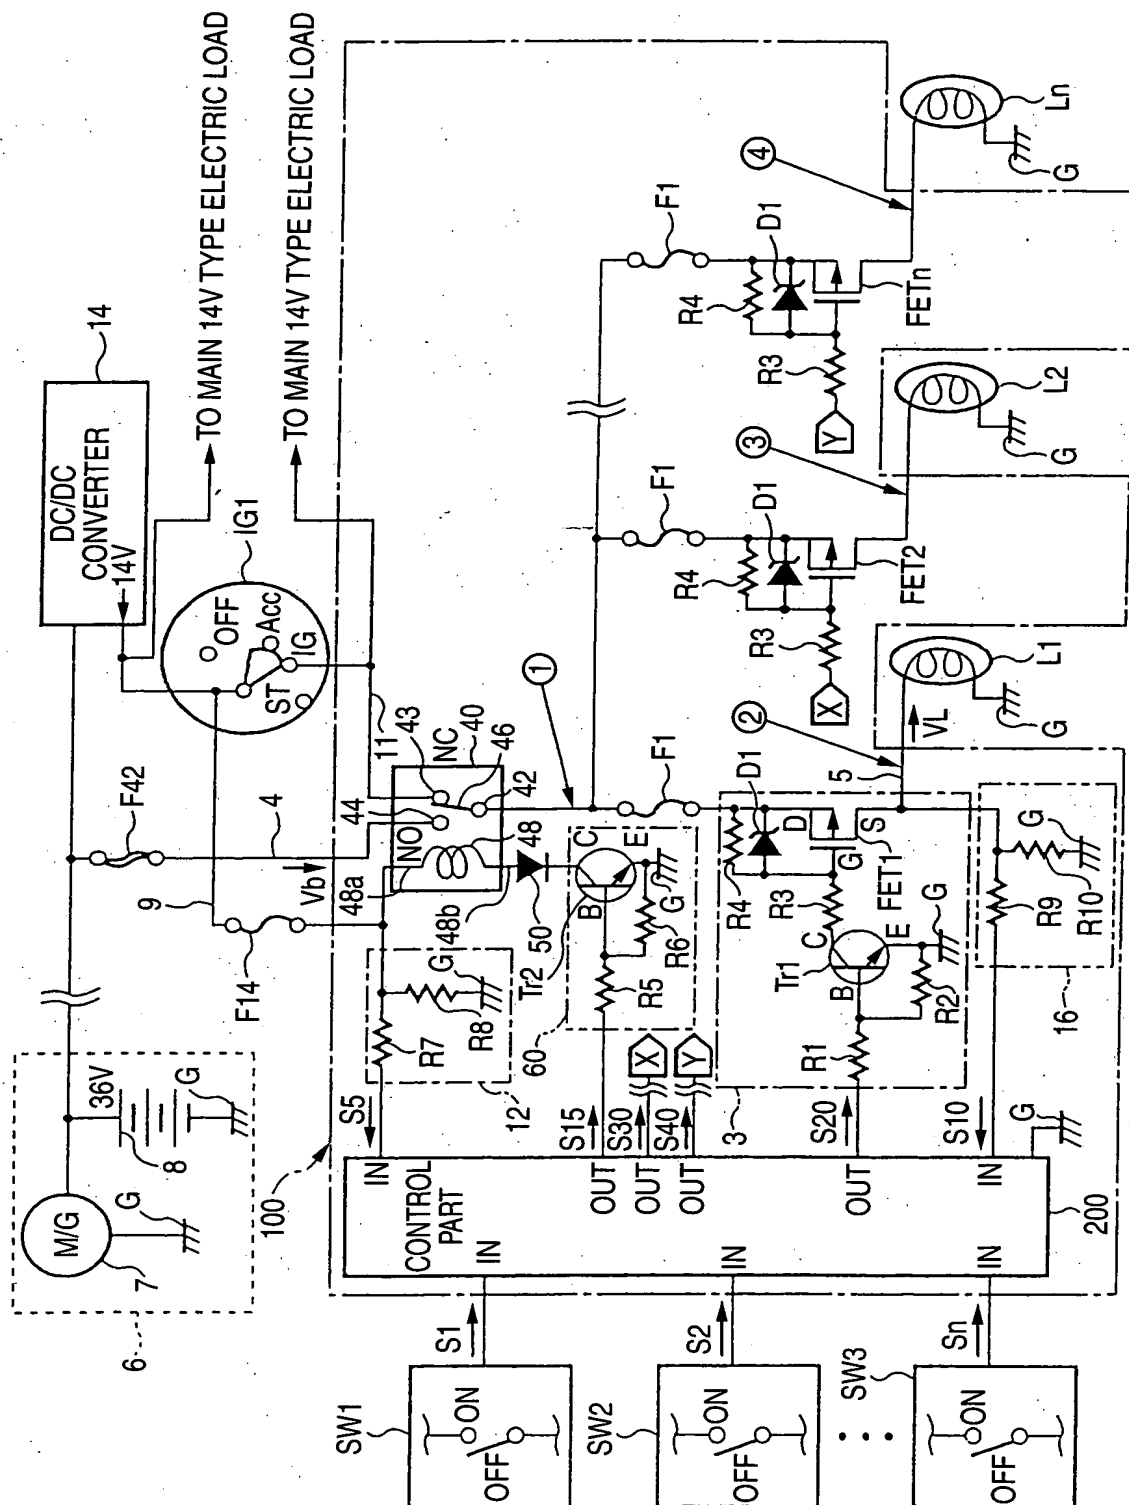 TO MAIN 14V TYPE ELECTRIC LOAD
TO MAIN 14V TYPE ELECTRIC LOAD
14
DC/DC
CONVERTER
14V
IG1
OFF
Acc
IG
ST
F42
4
9
F14
Vb
11
43
NC
40
46
42
44
NO
48
48a
48b
50
36V
8
G
M/G
G
7
6
100
S5
R7
R8
G
12
C
B
E
Tr2
G
R5
R6
60
1
F1
F1
F1
D1
D1
D1
R4
R4
R4
R3
R3
R3
X
Y
FET2
FETn
2
3
4
L1
L2
Ln
G
G
G
VL
5
D
G
S
FET1
C
B
E
Tr1
G
R1
R2
3
R9
R10
G
16
S15
S30
S40
X
Y
S20
S10
G
IN
OUT
OUT
OUT
OUT
IN
CONTROL
PART
IN
IN
IN
200
S1
S2
Sn
SW1
ON
OFF
SW2
ON
OFF
SW3
ON
OFF